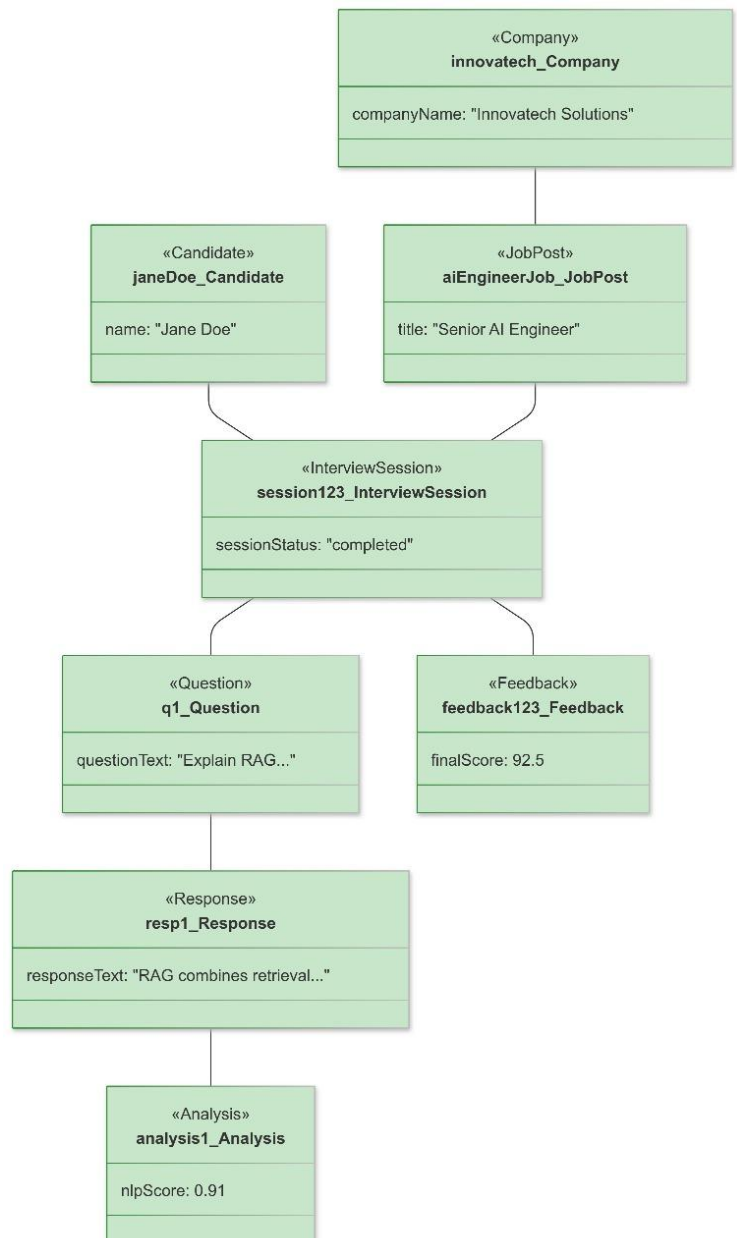 «Company»
innovatech_Company
companyName: "Innovatech Solutions"
«Candidate»
janeDoe_Candidate
name: "Jane Doe"
«JobPost»
aiEngineerJob_JobPost
title: "Senior AI Engineer"
«InterviewSession»
session123_InterviewSession
sessionStatus: "completed"
«Question»
q1_Question
questionText: "Explain RAG..."
«Feedback»
feedback123_Feedback
finalScore: 92.5
«Response»
resp1_Response
responseText: "RAG combines retrieval..."
«Analysis»
analysis1_Analysis
nlpScore: 0.91